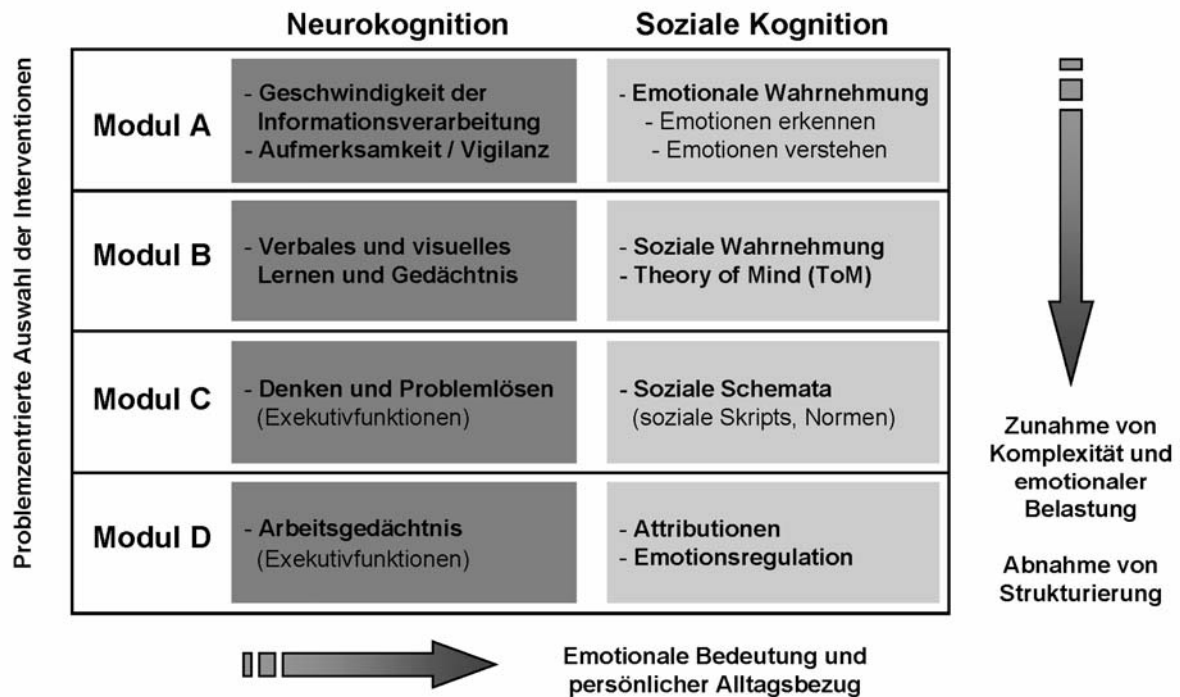 Neurokognition
Soziale Kognition
Problemzentrierte Auswahl der Interventionen
Modul A
- Geschwindigkeit der
Informationsverarbeitung
- Aufmerksamkeit / Vigilanz
- Emotionale Wahrnehmung
- Emotionen erkennen
- Emotionen verstehen
Modul B
- Verbales und visuelles
Lernen und Gedächtnis
- Soziale Wahrnehmung
- Theory of Mind (ToM)
Modul C
- Denken und Problemlösen
(Exekutivfunktionen)
- Soziale Schemata
(soziale Skripts, Normen)
Modul D
- Arbeitsgedächtnis
(Exekutivfunktionen)
- Attributionen
- Emotionsregulation
Zunahme von
Komplexität und
emotionaler
Belastung
Abnahme von
Strukturierung
Emotionale Bedeutung und
persönlicher Alltagsbezug